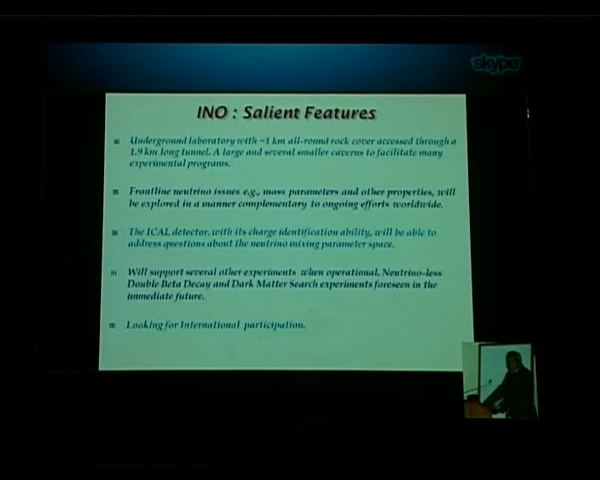 skype
INO : Salient Features
Underground laboratory with ~1 km all-round rock cover accessed through a
1.9 km long tunnel. A large and several smaller caverns to facilitate many
experimental programs.
Frontline neutrino issues e.g., mass parameters and other properties, will
be explored in a manner complementary to ongoing efforts worldwide.
The ICAL detector, with its charge identification ability, will be able to
address questions about the neutrino mixing parameter space.
Will support several other experiments when operational. Neutrino-less
Double Beta Decay and Dark Matter Search experiments foreseen in the
immediate future.
Looking for International participation.